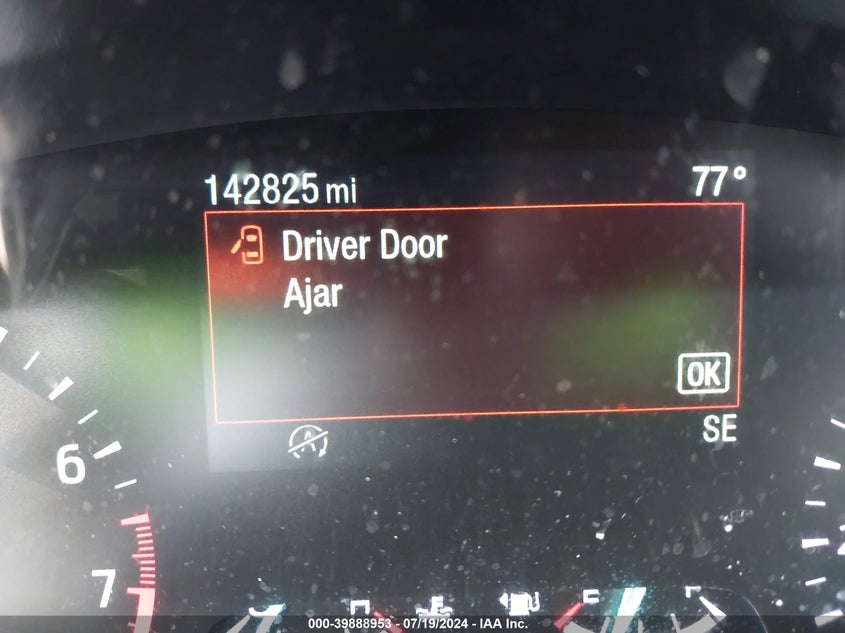 142825 mi 77°
Driver Door
Ajar
OK
SE
6
7
000-39888953 - 07/19/2024 - IAA Inc.